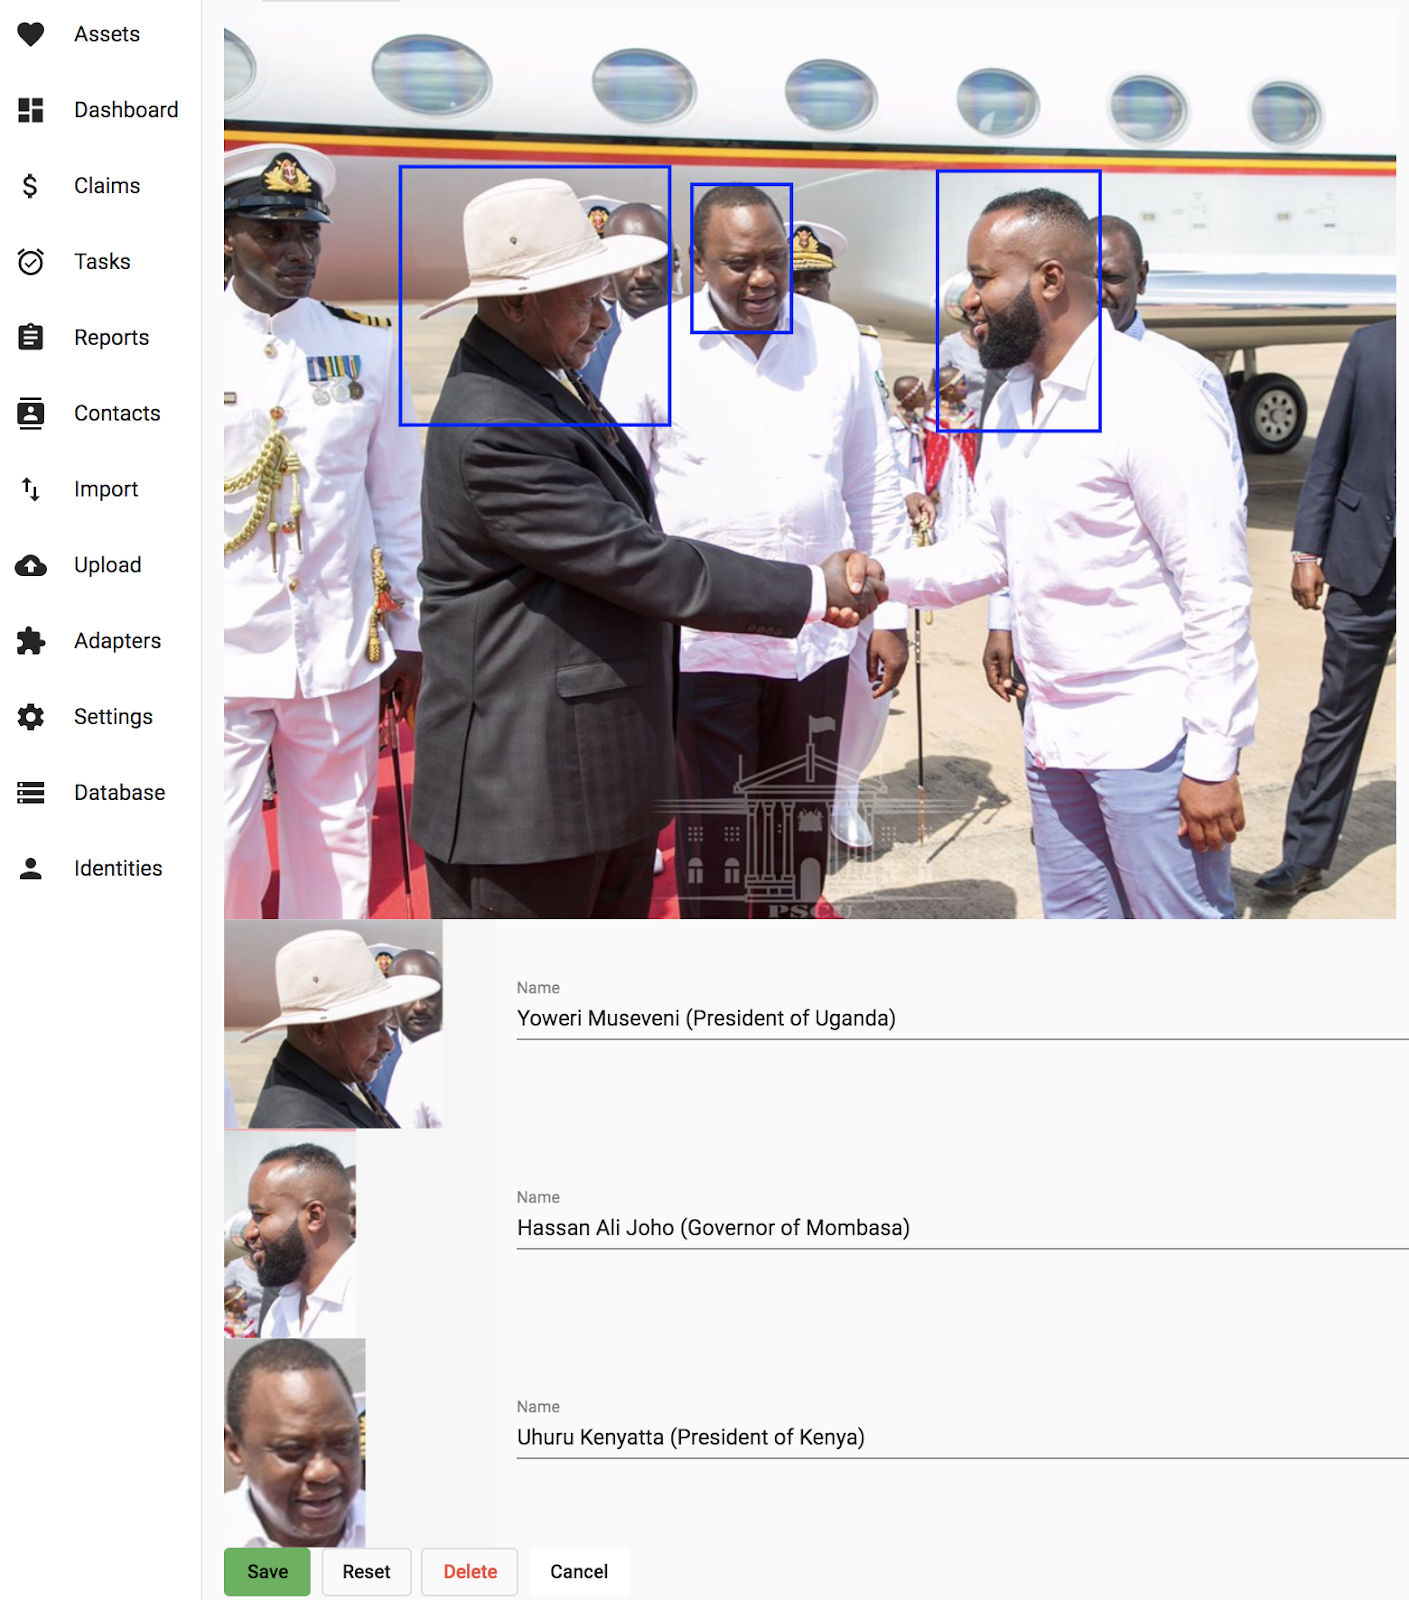 Assets
Dashboard
Claims
Tasks
Reports
Contacts
Import
Upload
Adapters
Settings
Database
Identities
PSCU
Name
Yoweri Museveni (President of Uganda)
Name
Hassan Ali Joho (Governor of Mombasa)
Name
Uhuru Kenyatta (President of Kenya)
Save
Reset
Delete
Cancel